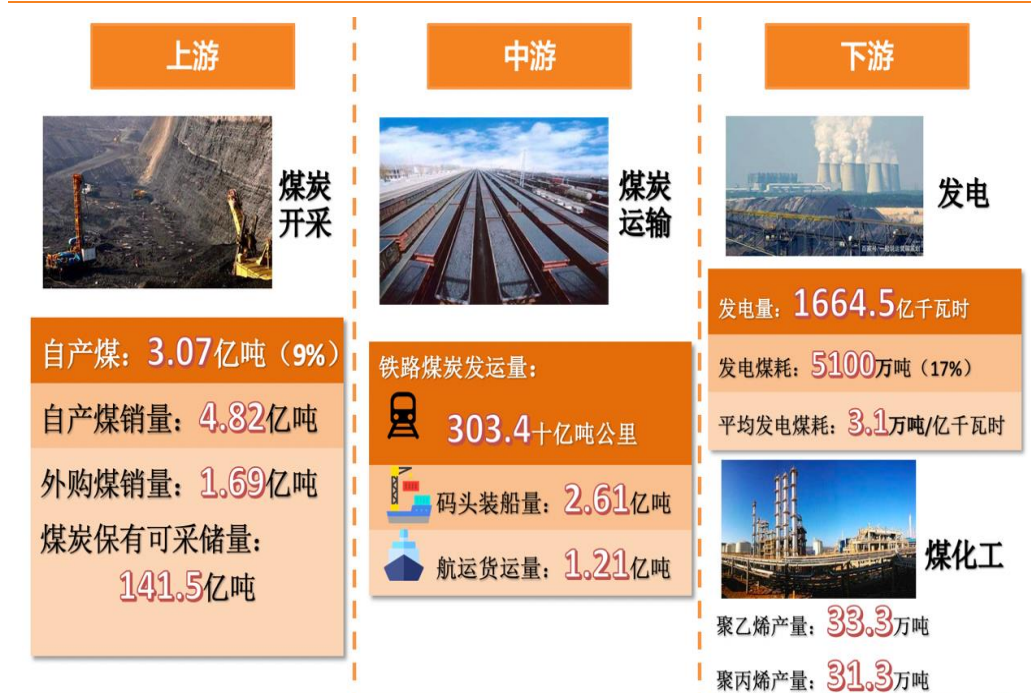 上游
煤炭
开采
自产煤：3.07亿吨（9%）
自产煤销量：4.82亿吨
外购煤销量：1.69亿吨
煤炭保有可采储量：
141.5亿吨
中游
煤炭
运输
铁路煤炭发运量：
303.4十亿吨公里
码头装船量：2.61亿吨
航运货运量：1.21亿吨
下游
发电
发电量：1664.5亿千瓦时
发电煤耗：5100万吨（17%）
平均发电煤耗：3.1万吨/亿千瓦时
煤化工
聚乙烯产量：33.3万吨
聚丙烯产量：31.3万吨